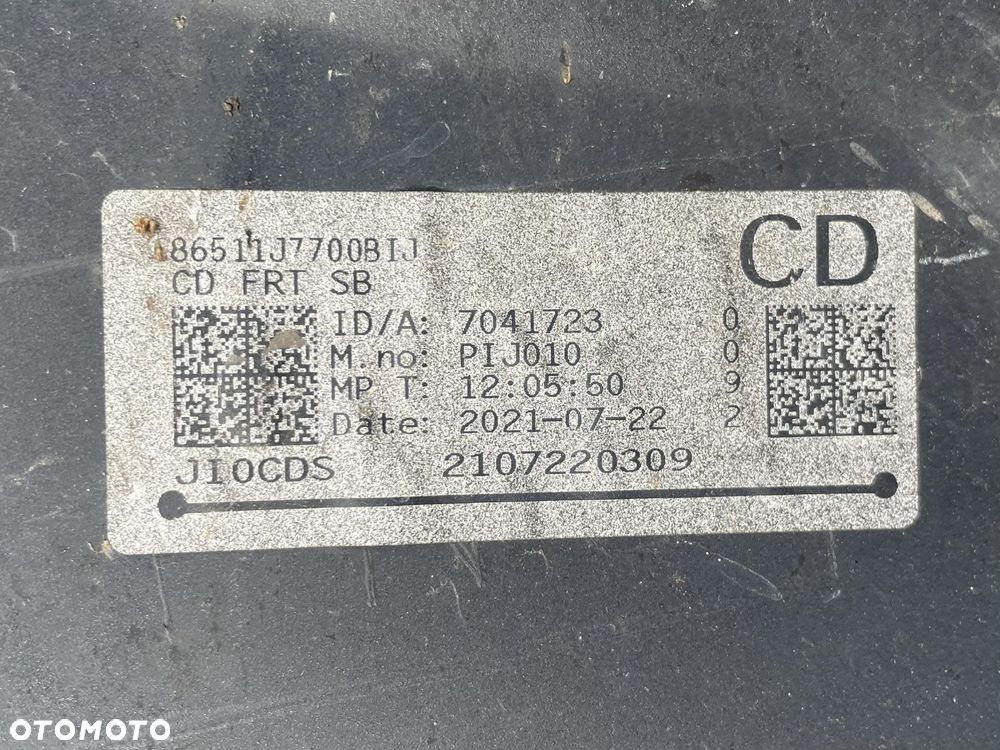 86511J7700BIJ
CD
CD FRT SB
ID/A: 7041723 0
M.no: PIJ010 0
MP T: 12:05:50 9
Date: 2021-07-22 2
JI0CDS 2107220309
OTOMOTO